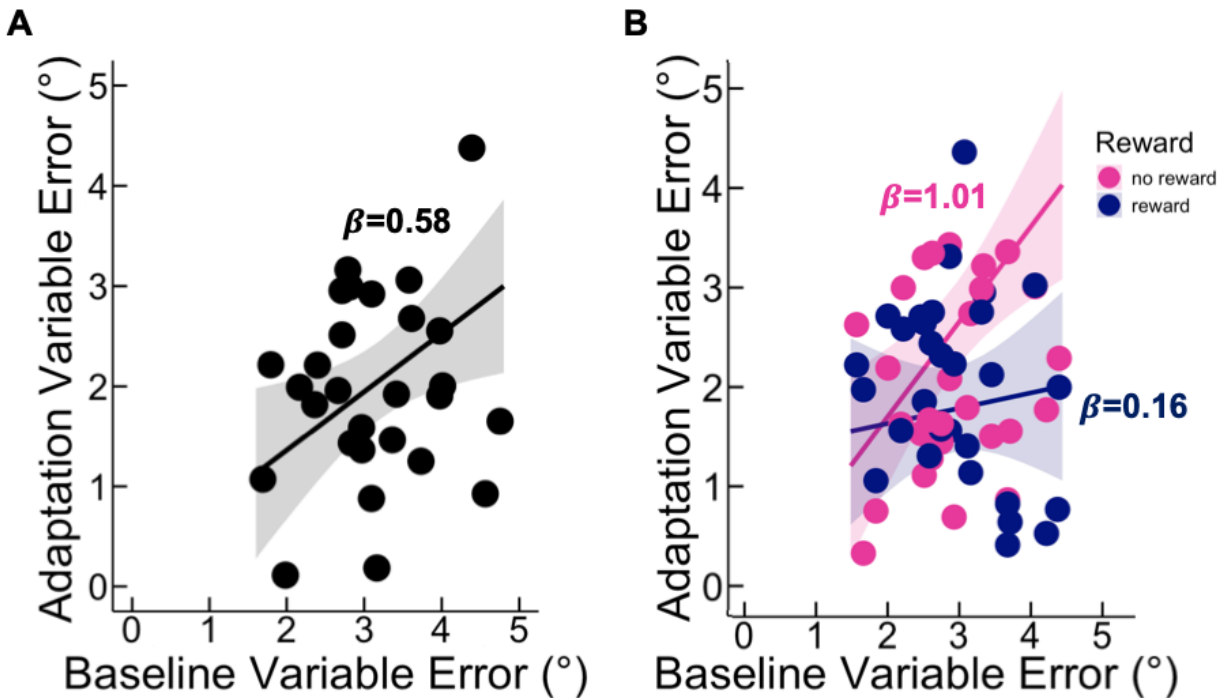 A
Adaptation Variable Error (°)
5
4
3
2
1
0
β=0.58
0 1 2 3 4 5
Baseline Variable Error (°)
B
Adaptation Variable Error (°)
5
4
3
2
1
0
β=1.01
β=0.16
Reward
no reward
reward
0 1 2 3 4 5
Baseline Variable Error (°)